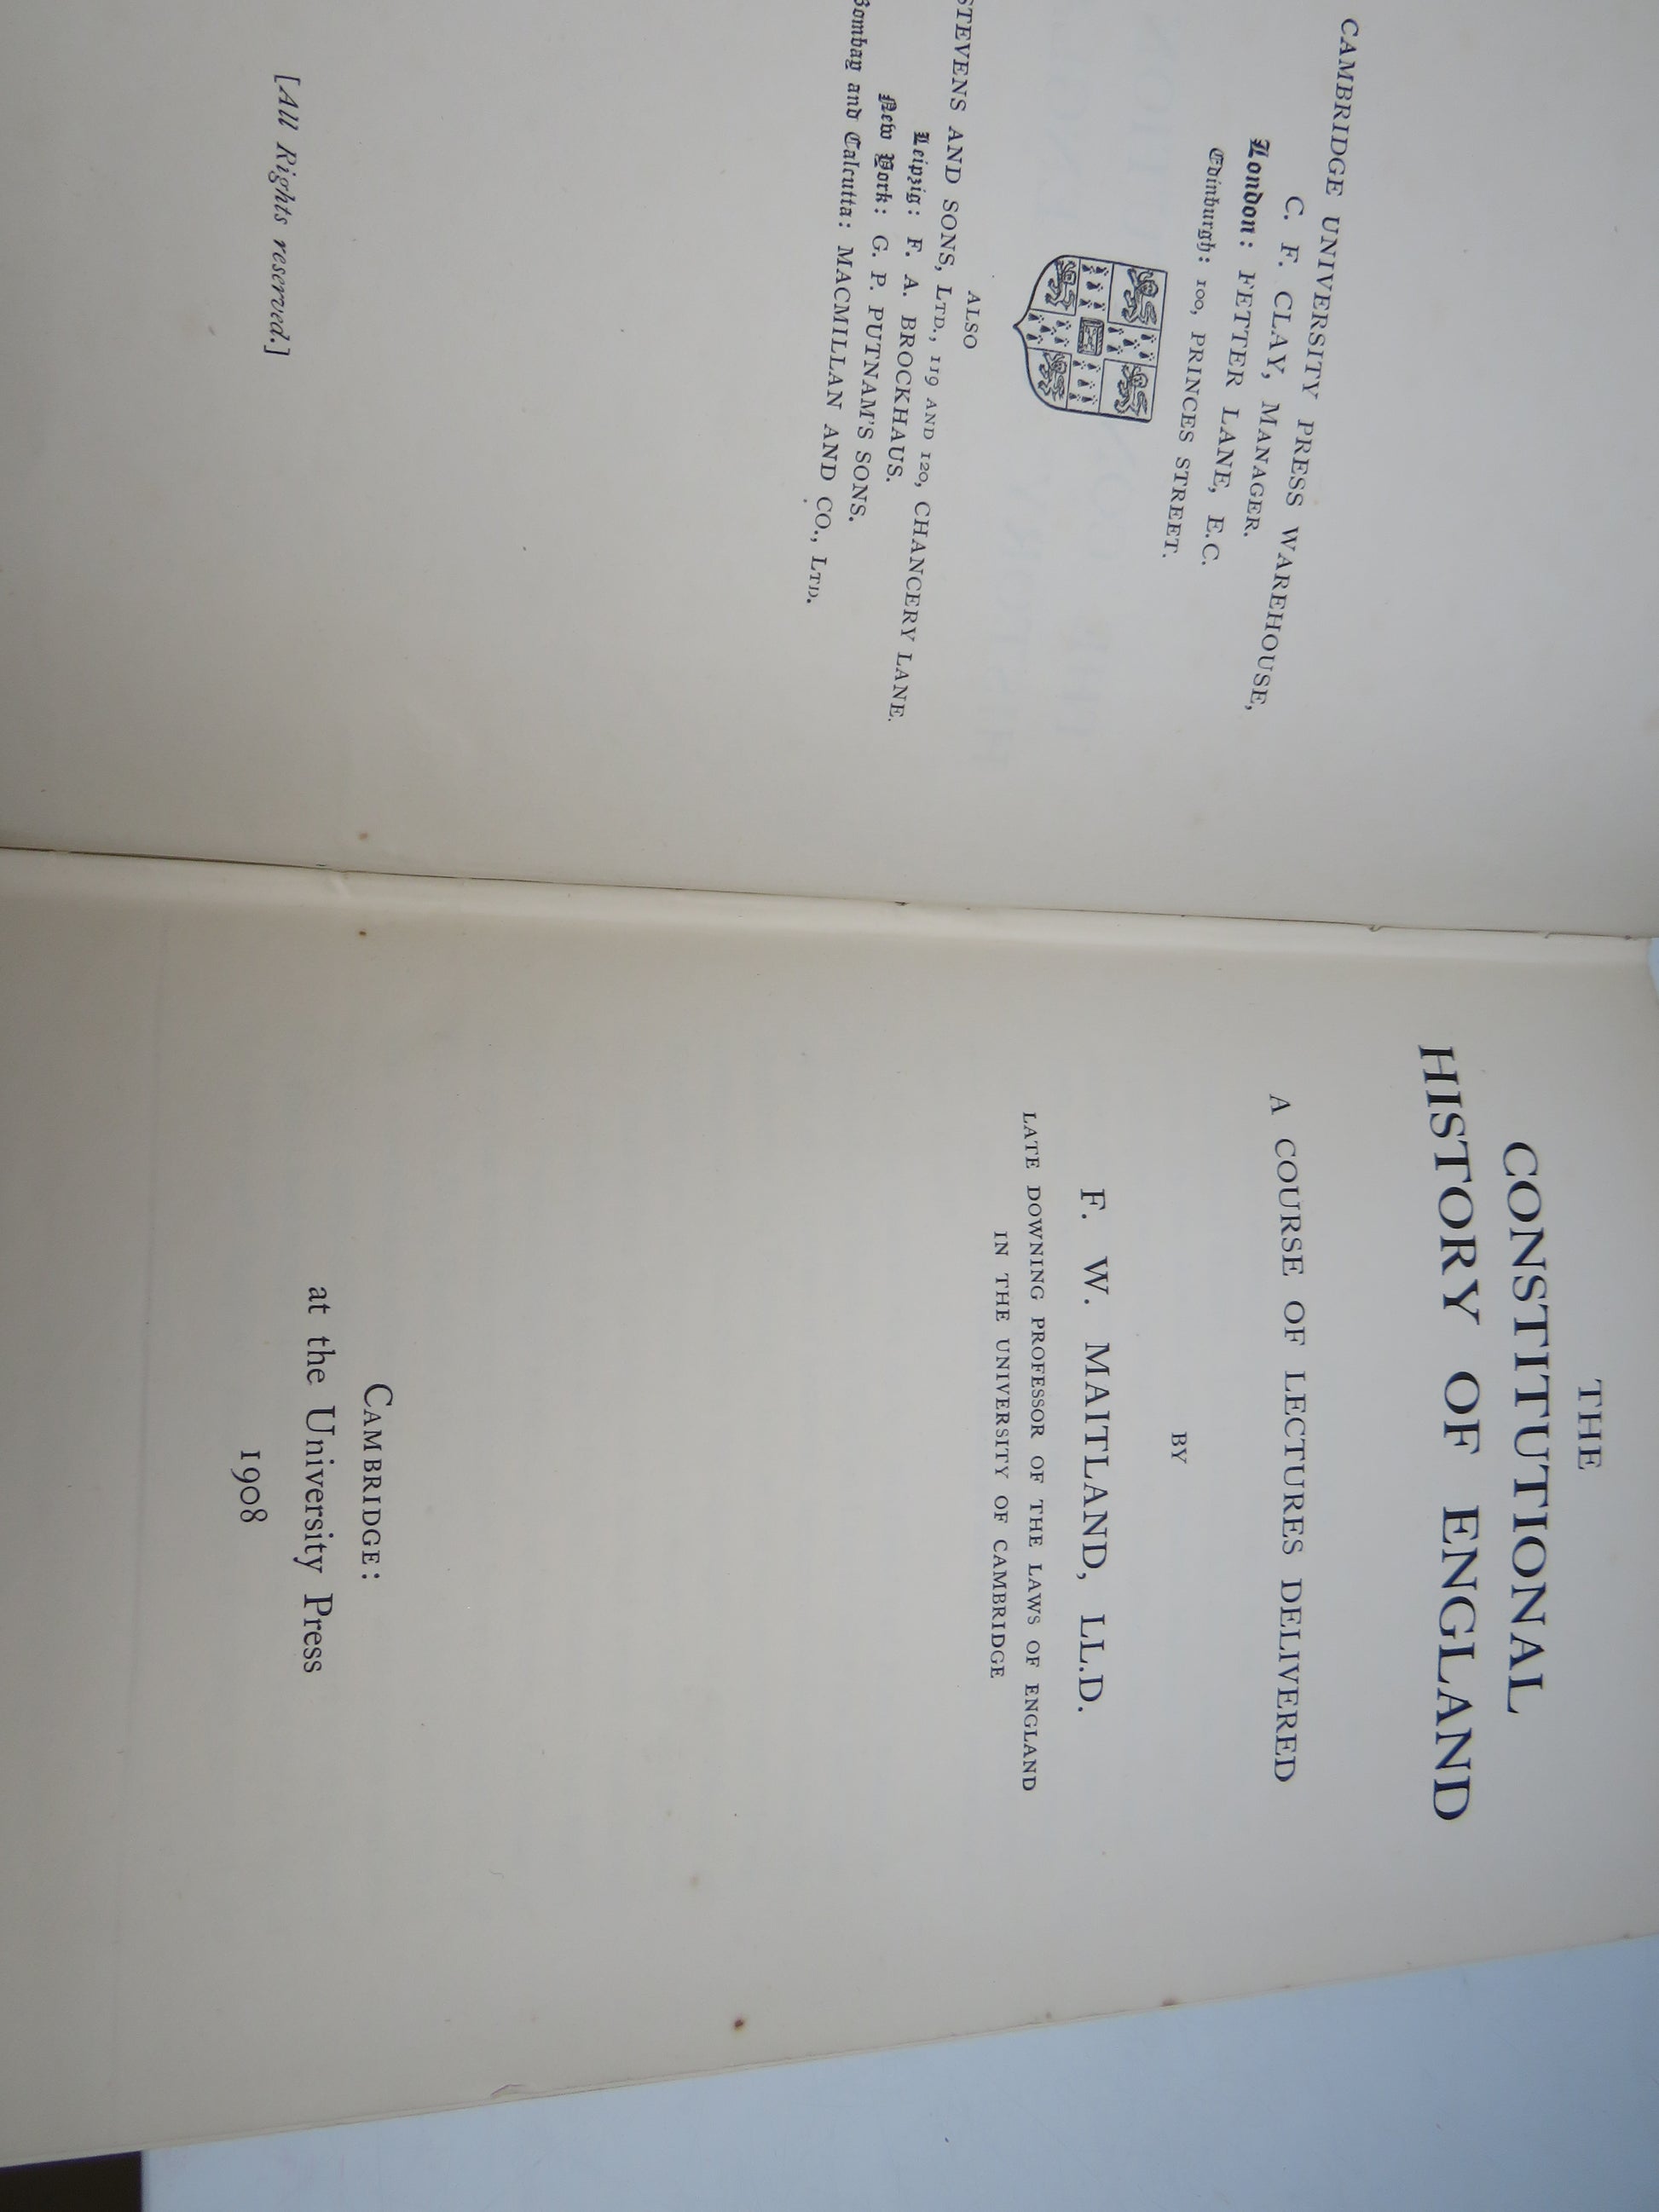 CAMBRIDGE UNIVERSITY PRESS WAREHOUSE,
C. F. CLAY, MANAGER.
London: FETTER LANE, E.C.
Edinburgh: 100, PRINCES STREET.
ALSO
STEVENS AND SONS, LTD., 119 AND 120, CHANCERY LANE.
Leipzig: F. A. BROCKHAUS.
New York: G. P. PUTNAM'S SONS.
Bombay and Calcutta: MACMILLAN AND CO., LTD.
[All Rights reserved.]
THE
CONSTITUTIONAL
HISTORY OF ENGLAND
A COURSE OF LECTURES DELIVERED
BY
F. W. MAITLAND, LL.D.
LATE DOWNING PROFESSOR OF THE LAWS OF ENGLAND
IN THE UNIVERSITY OF CAMBRIDGE
CAMBRIDGE:
at the University Press
1908